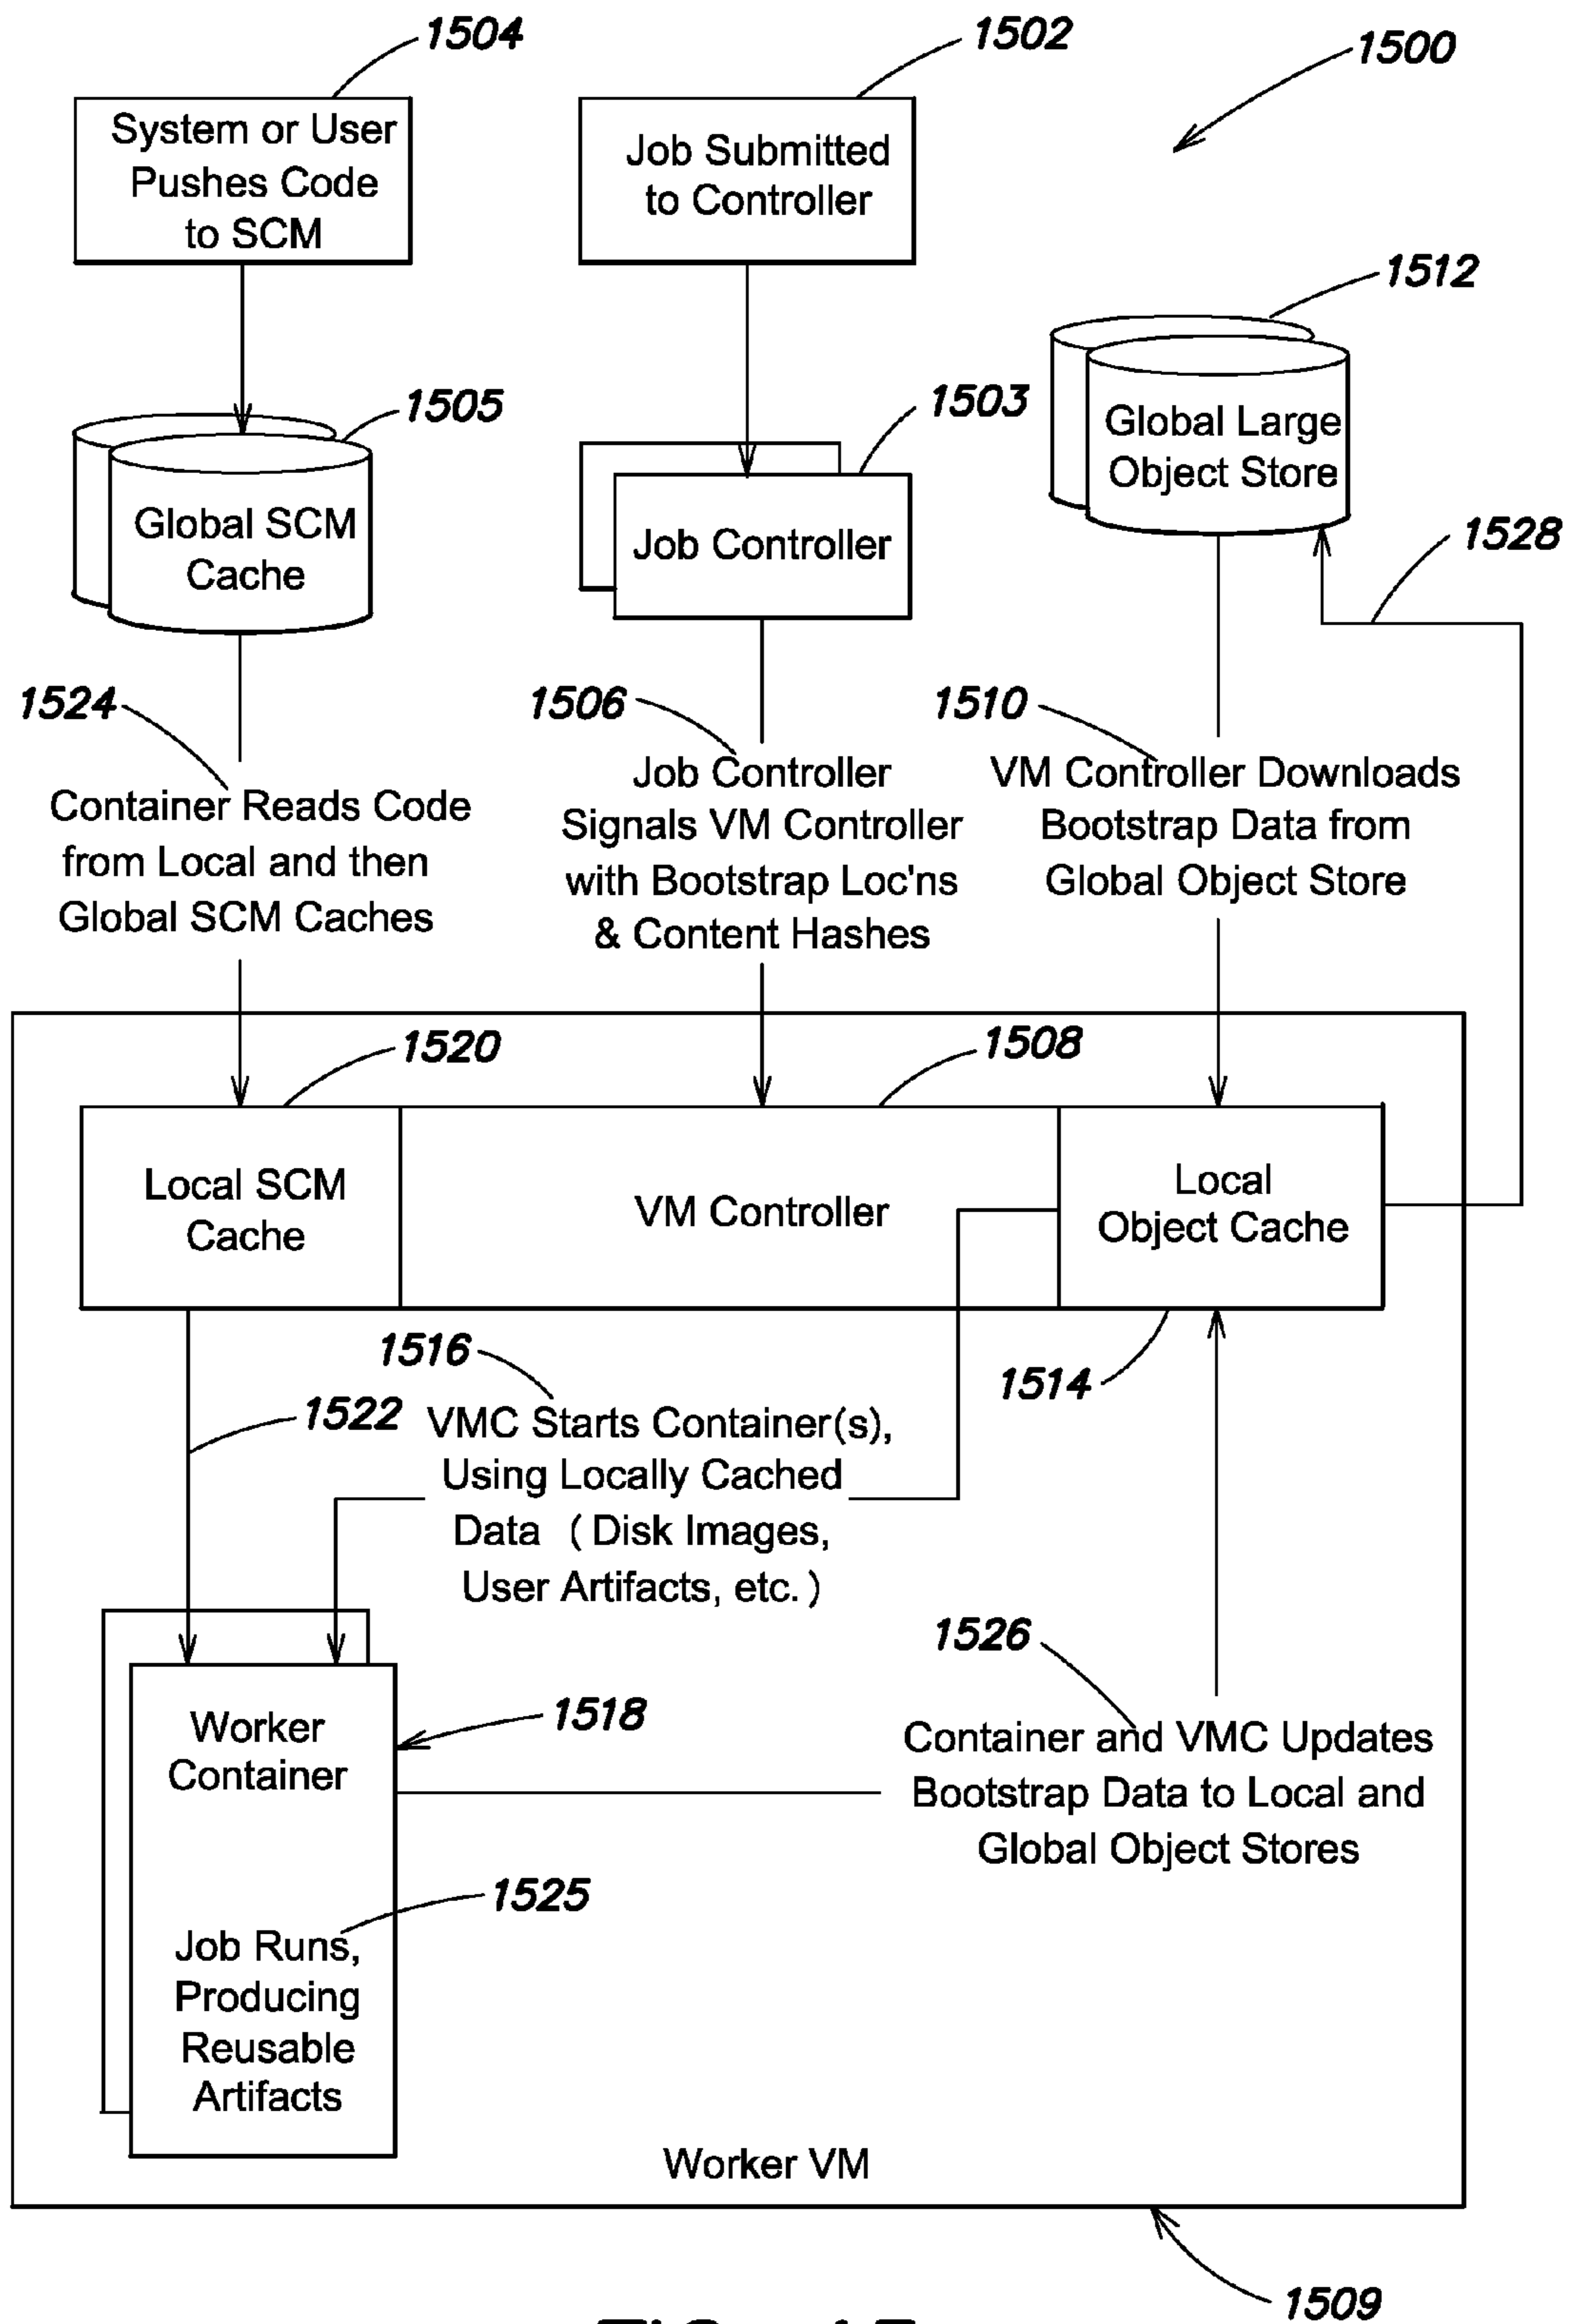 1504
1502
1500
System or User
Pushes Code
to SCM
Job Submitted
to Controller
1512
1505
1503
Global Large
Object Store
Global SCM
Cache
Job Controller
1528
1524
1506
1510
Container Reads Code
from Local and then
Global SCM Caches
Job Controller
Signals VM Controller
with Bootstrap Loc'ns
& Content Hashes
VM Controller Downloads
Bootstrap Data from
Global Object Store
1520
1508
Local SCM
Cache
VM Controller
Local
Object Cache
1516
1514
1522
VMC Starts Container(s),
Using Locally Cached
Data (Disk Images,
User Artifacts, etc.)
1526
Worker
Container
1518
Container and VMC Updates
Bootstrap Data to Local and
Global Object Stores
1525
Job Runs,
Producing
Reusable
Artifacts
Worker VM
1509